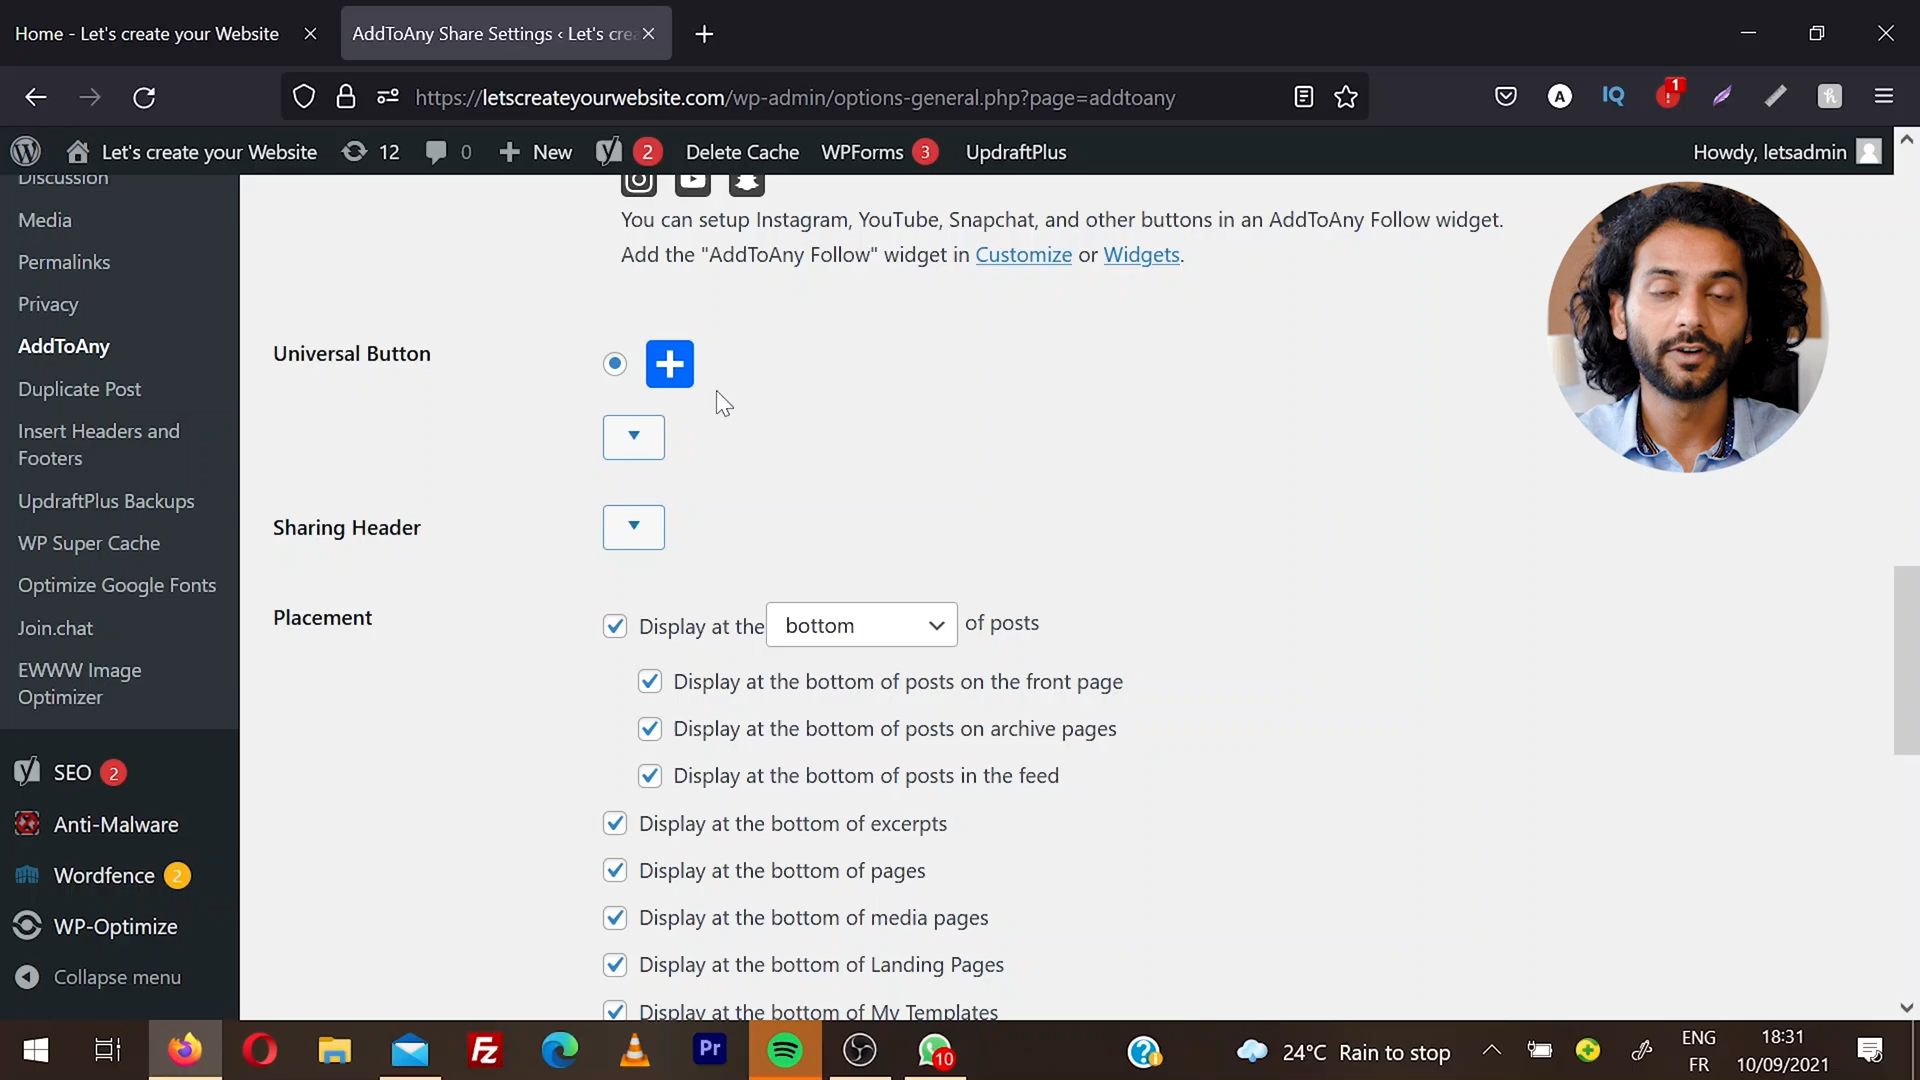 Home - Let's create your Website
AddToAny Share Settings ‹ Let's crea
https://letscreateyourwebsite.com/wp-admin/options-general.php?page=addtoany
A
IQ
1
Let's create your Website
12
0
New
2
Delete Cache
WPForms 3
UpdraftPlus
Howdy, letsadmin
Discussion
Media
Permalinks
Privacy
AddToAny
Duplicate Post
Insert Headers and
Footers
UpdraftPlus Backups
WP Super Cache
Optimize Google Fonts
Join.chat
EWWW Image
Optimizer
SEO 2
Anti-Malware
Wordfence 2
WP-Optimize
Collapse menu
You can setup Instagram, YouTube, Snapchat, and other buttons in an AddToAny Follow widget.
Add the "AddToAny Follow" widget in Customize or Widgets.
Universal Button
Sharing Header
Placement
Display at the bottom of posts
Display at the bottom of posts on the front page
Display at the bottom of posts on archive pages
Display at the bottom of posts in the feed
Display at the bottom of excerpts
Display at the bottom of pages
Display at the bottom of media pages
Display at the bottom of Landing Pages
Display at the bottom of My Templates
Fz
Pr
10
24°C Rain to stop
ENG
FR
18:31
10/09/2021